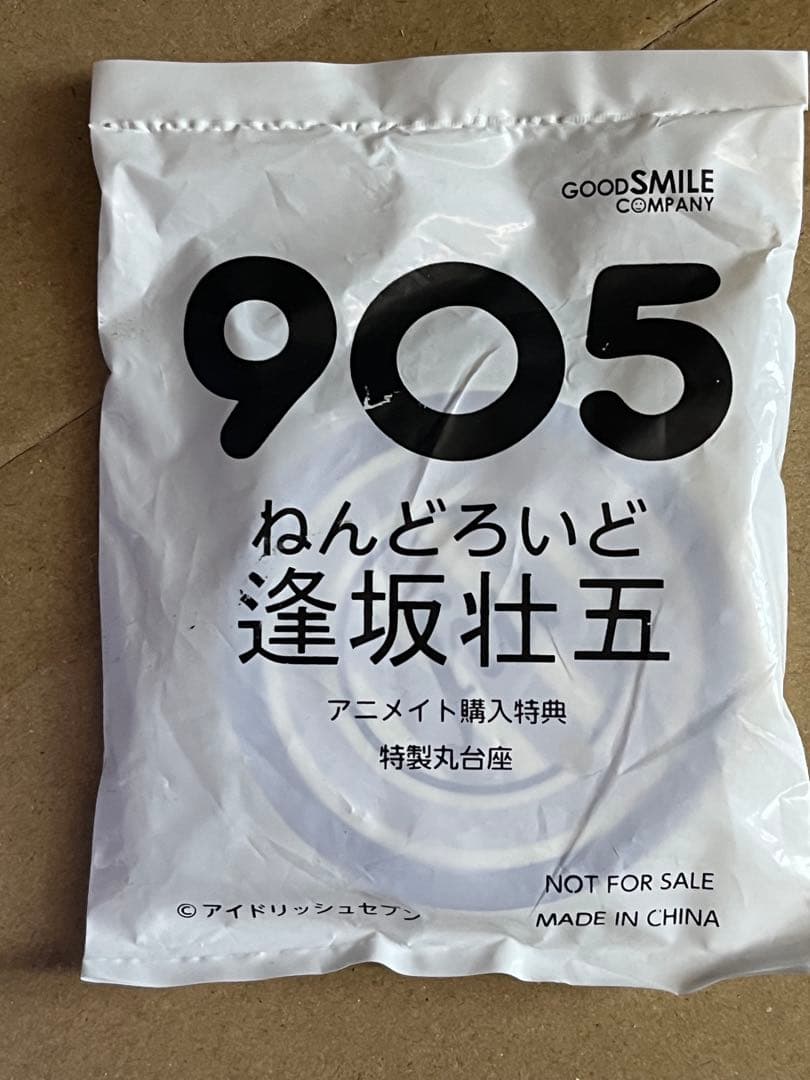 GOODSMILE
COMPANY
905
ねんどろいど
逢坂壮五
アニメイト購入特典
特製丸台座
NOT FOR SALE
© アイドリッシュセブン
MADE IN CHINA